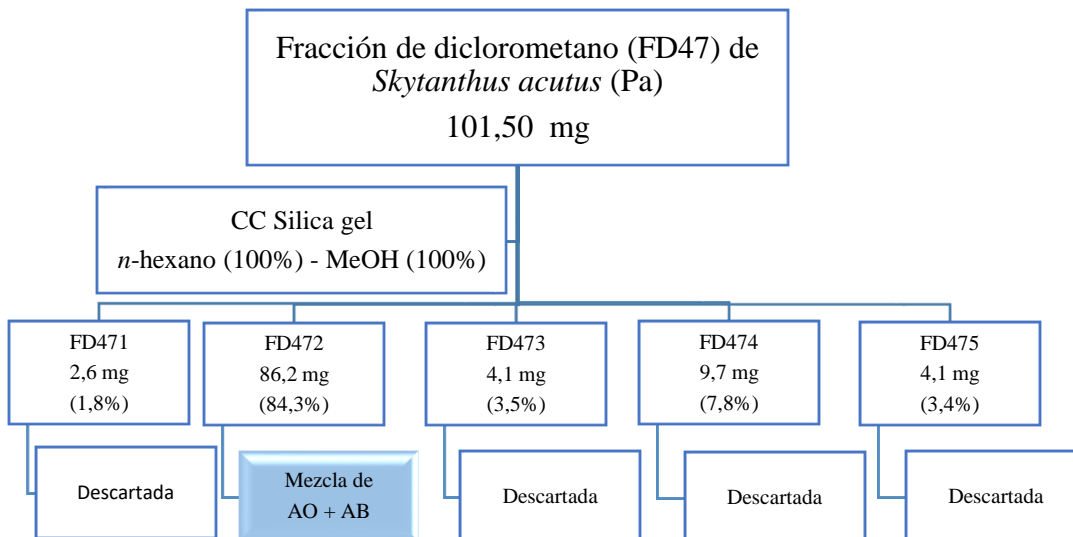 Fracción de diclorometano (FD47) de
Skytanthus acutus (Pa)
101,50 mg
CC Silica gel
n-hexano (100%) - MeOH (100%)
FD471
2,6 mg
(1,8%)
FD472
86,2 mg
(84,3%)
FD473
4,1 mg
(3,5%)
FD474
9,7 mg
(7,8%)
FD475
4,1 mg
(3,4%)
Descartada
Mezcla de
AO + AB
Descartada
Descartada
Descartada